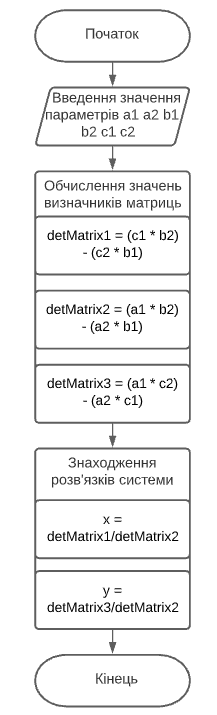 Початок
Введення значення
параметрів a1 a2 b1
b2 c1 c2
Обчислення значень
визначників матриць
detMatrix1 = (c1 * b2)
- (c2 * b1)
detMatrix2 = (a1 * b2)
- (a2 * b1)
detMatrix3 = (a1 * c2)
- (a2 * c1)
Знаходження
розв'язків системи
x =
detMatrix1/detMatrix2
y =
detMatrix3/detMatrix2
Кінець